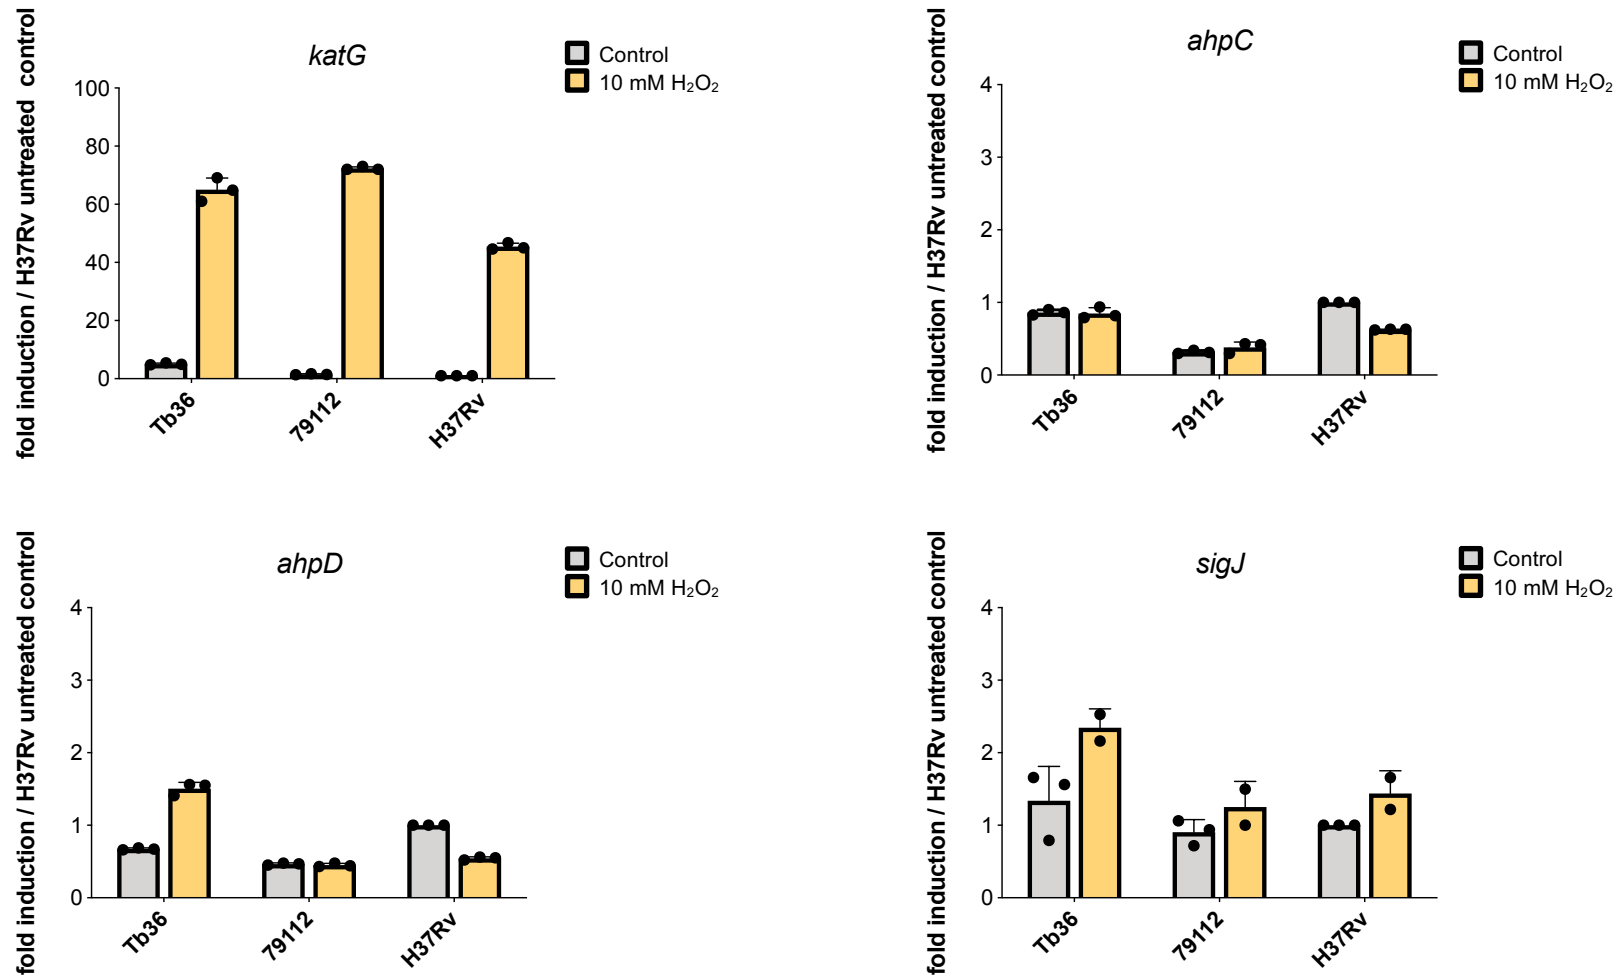 katG
Control
10 mM H₂O₂
fold induction / H37Rv untreated control
100
80
60
40
20
0
Tb36
79112
H37Rv
ahpC
Control
10 mM H₂O₂
fold induction / H37Rv untreated control
4
3
2
1
0
Tb36
79112
H37Rv
ahpD
Control
10 mM H₂O₂
fold induction / H37Rv untreated control
4
3
2
1
0
Tb36
79112
H37Rv
sigJ
Control
10 mM H₂O₂
fold induction / H37Rv untreated control
4
3
2
1
0
Tb36
79112
H37Rv